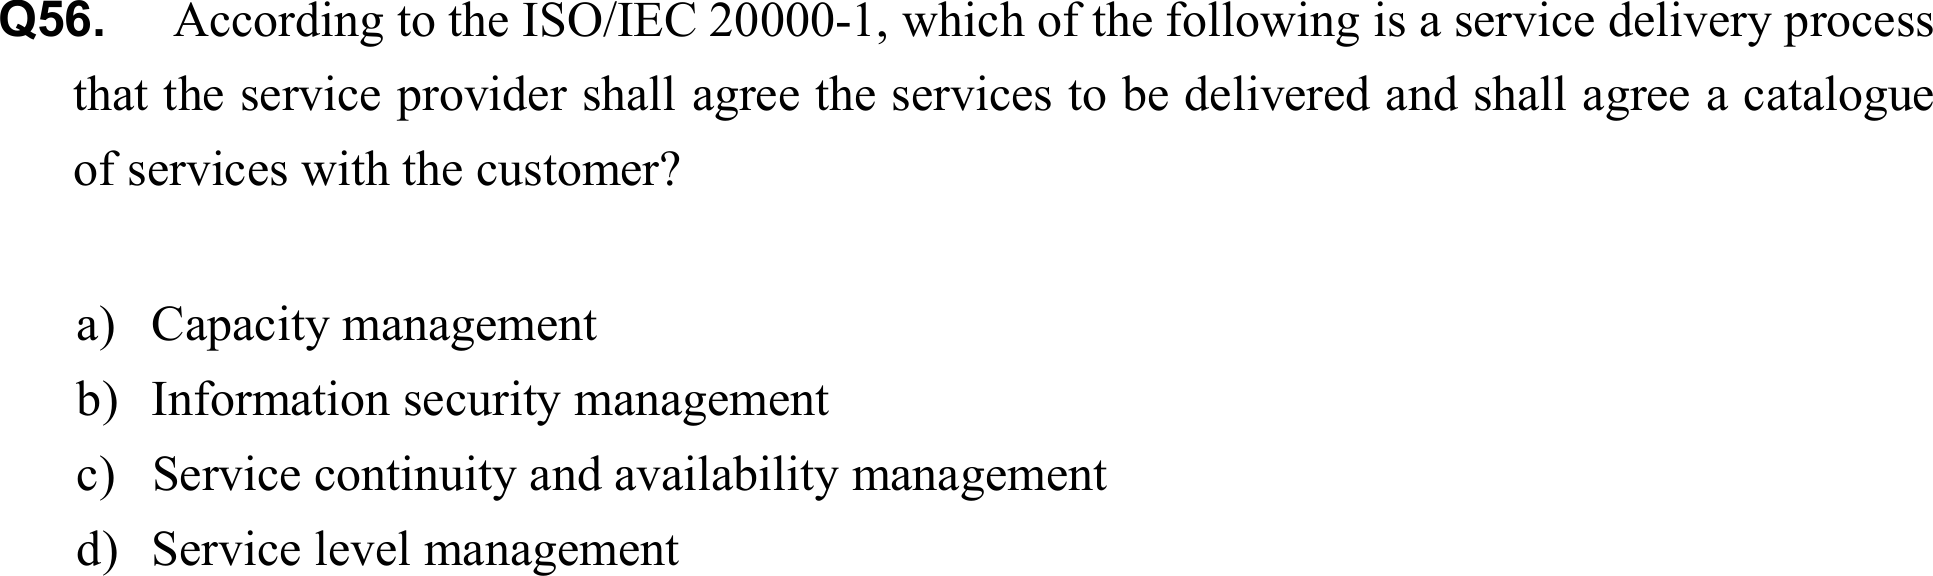 Q56. According to the ISO/IEC 20000-1, which of the following is a service delivery process
that the service provider shall agree the services to be delivered and shall agree a catalogue
of services with the customer?
a) Capacity management
b) Information security management
c) Service continuity and availability management
d) Service level management